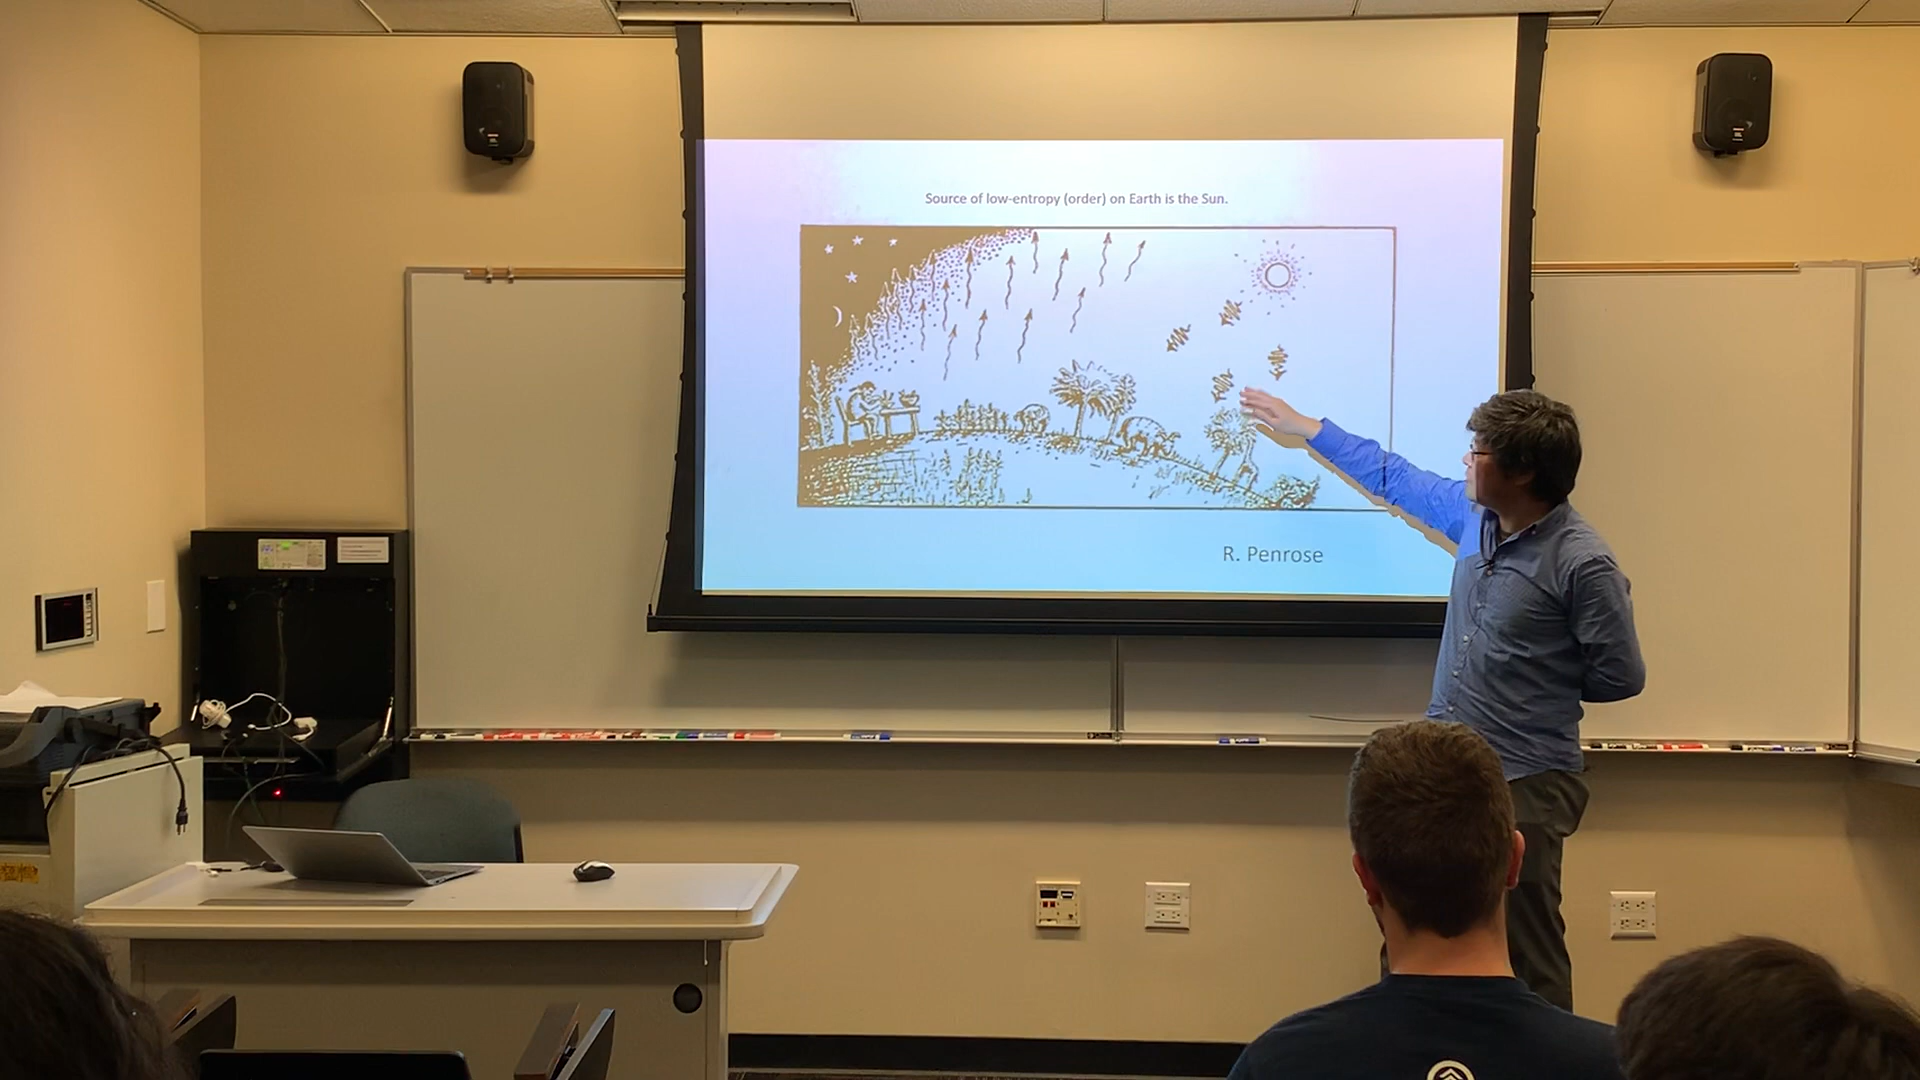 Source of low-entropy (order) on Earth is the Sun.
R. Penrose